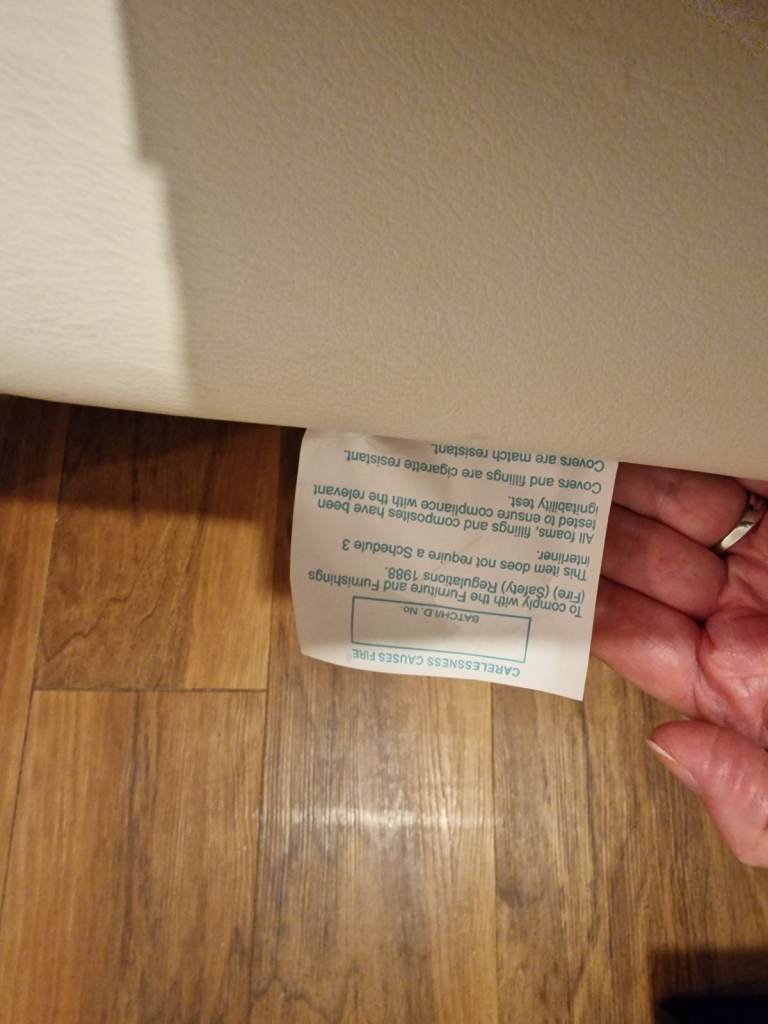 CARELESSNESS CAUSES FIRE
BATCH/I.D. No.
To comply with the Furniture and Furnishings
(Fire) (Safety) Regulations 1988.
This item does not require a Schedule 3
interliner.
All foams, fillings and composites have been
tested to ensure compliance with the relevant
ignitability test.
Covers and fillings are cigarette resistant.
Covers are match resistant.